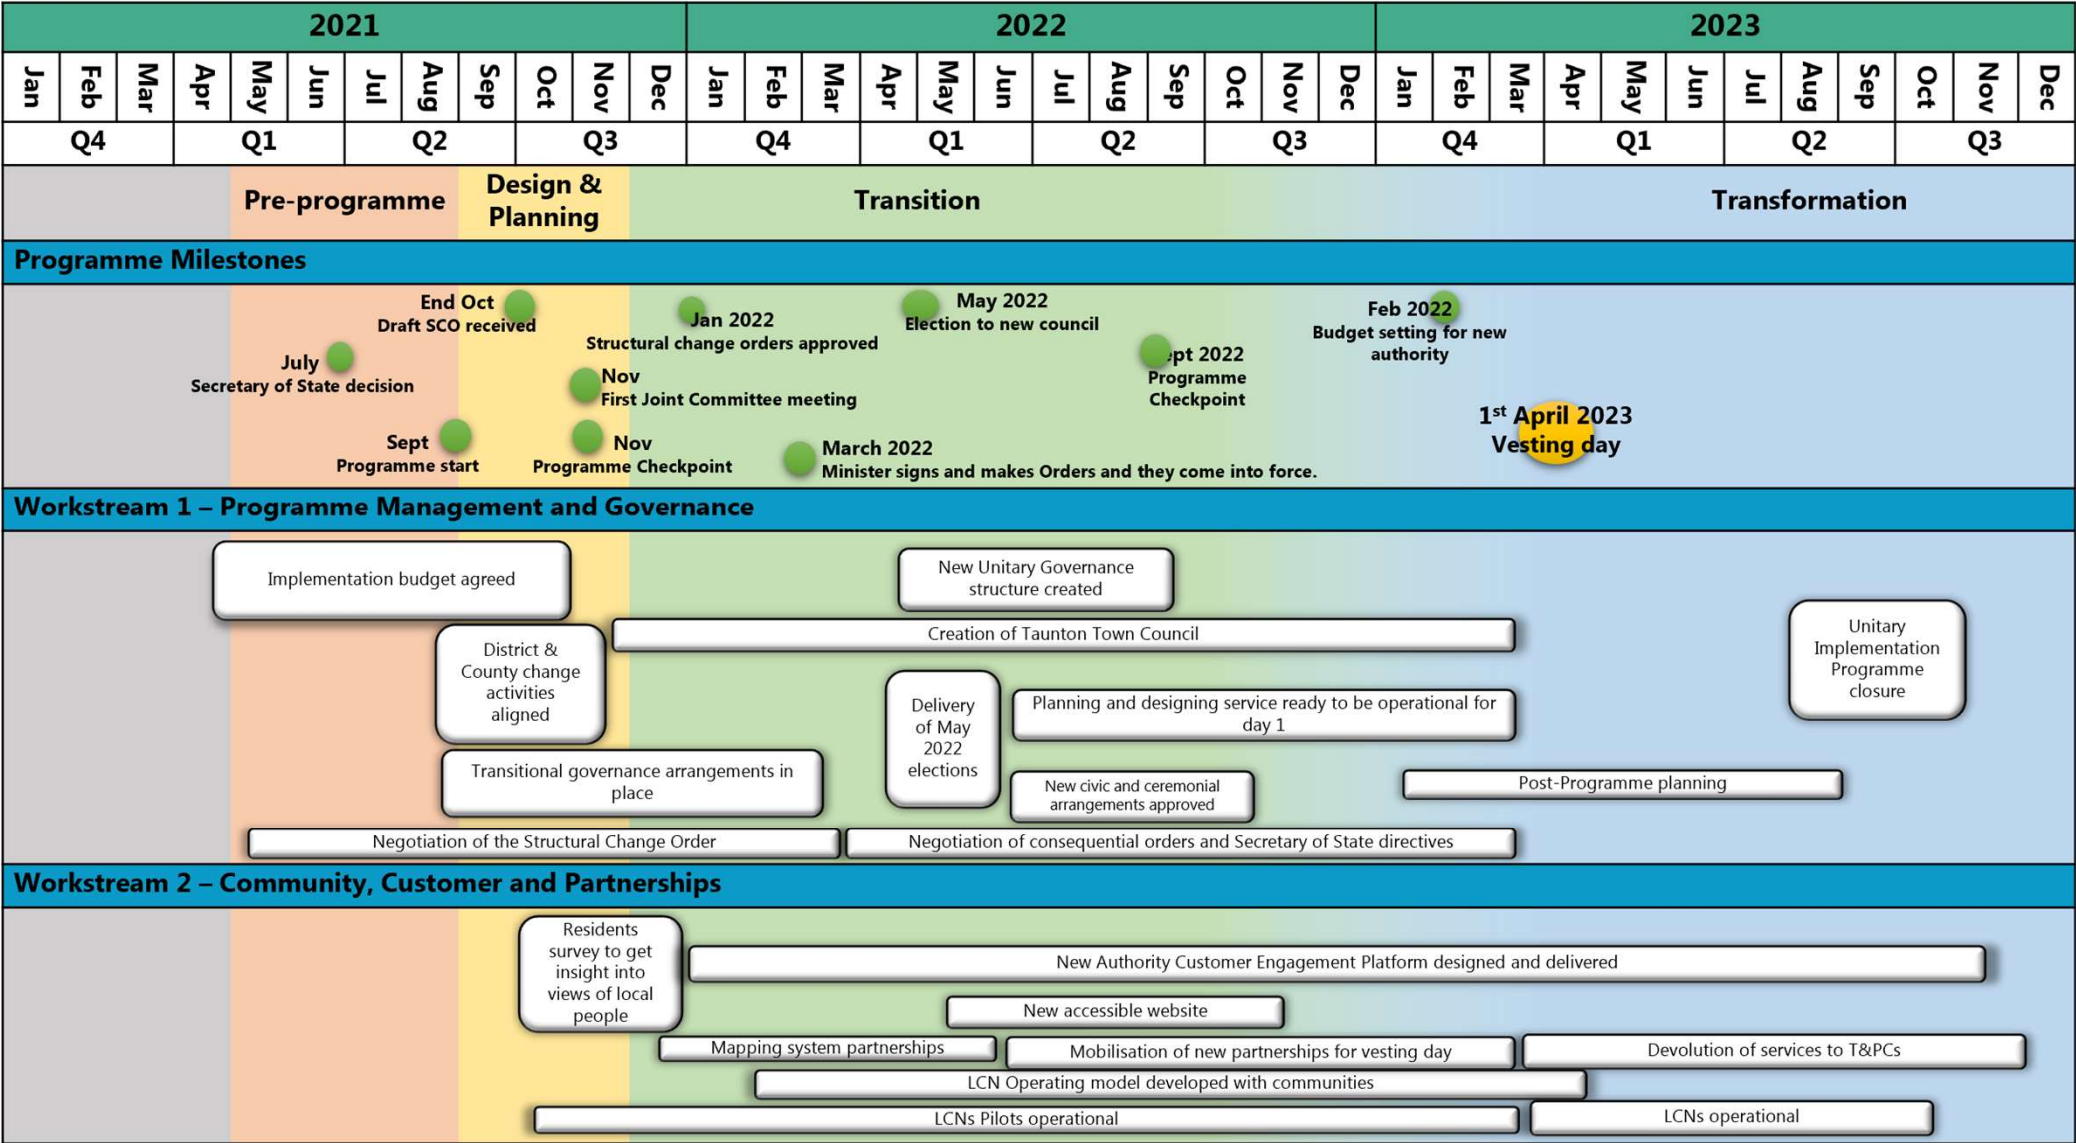 2021
2022
2023
Jan
Feb
Mar
Apr
May
Jun
Jul
Aug
Sep
Oct
Nov
Dec
Jan
Feb
Mar
Apr
May
Jun
Jul
Aug
Sep
Oct
Nov
Dec
Jan
Feb
Mar
Apr
May
Jun
Jul
Aug
Sep
Oct
Nov
Dec
Q4
Q1
Q2
Q3
Q4
Q1
Q2
Q3
Q4
Q1
Q2
Q3
Pre-programme
Design &
Planning
Transition
Transformation
Programme Milestones
End Oct
Draft SCO received
July
Secretary of State decision
Sept
Programme start
Jan 2022
Structural change orders approved
Nov
First Joint Committee meeting
Nov
Programme Checkpoint
March 2022
Minister signs and makes Orders and they come into force.
May 2022
Election to new council
Sept 2022
Programme
Checkpoint
Feb 2022
Budget setting for new
authority
1st April 2023
Vesting day
Workstream 1 – Programme Management and Governance
Implementation budget agreed
New Unitary Governance
structure created
Creation of Taunton Town Council
District &
County change
activities
aligned
Unitary
Implementation
Programme
closure
Delivery
of May
2022
elections
Planning and designing service ready to be operational for
day 1
Transitional governance arrangements in
place
New civic and ceremonial
arrangements approved
Post-Programme planning
Negotiation of the Structural Change Order
Negotiation of consequential orders and Secretary of State directives
Workstream 2 – Community, Customer and Partnerships
Residents
survey to get
insight into
views of local
people
New Authority Customer Engagement Platform designed and delivered
New accessible website
Mapping system partnerships
Mobilisation of new partnerships for vesting day
Devolution of services to T&PCs
LCN Operating model developed with communities
LCNs Pilots operational
LCNs operational